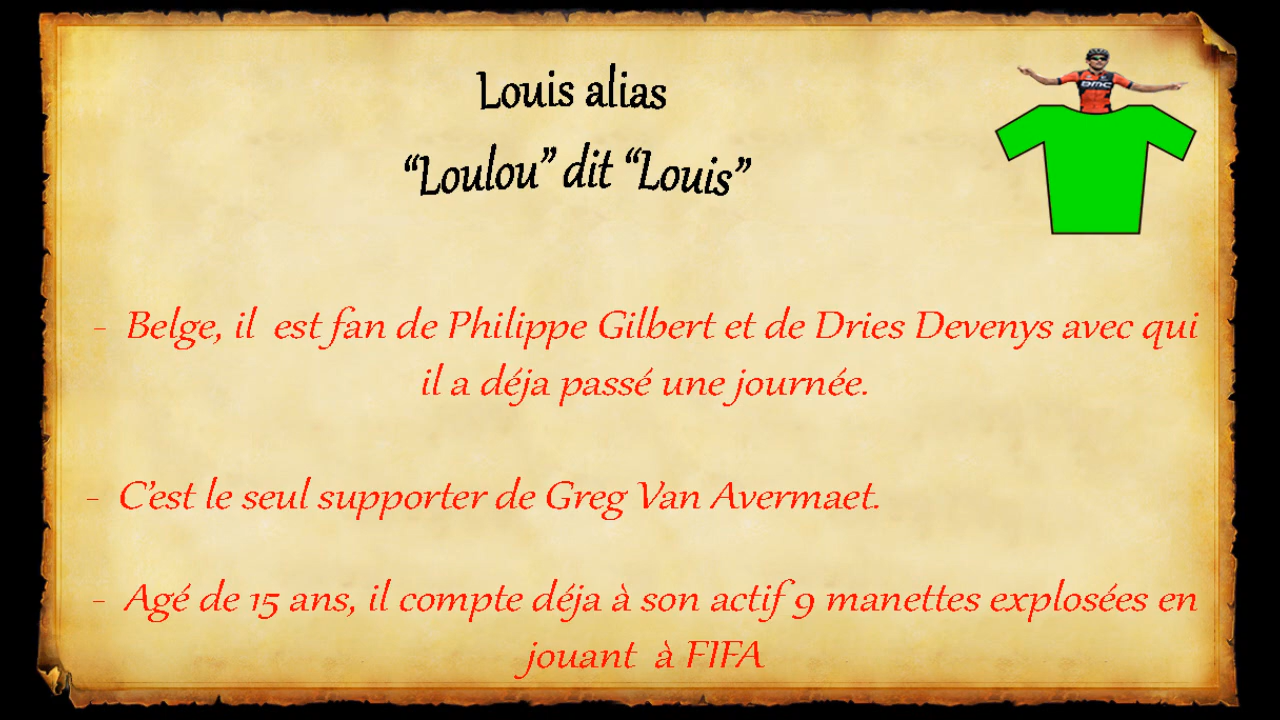 Louis alias
“Loulou” dit “Louis”
BMC
- Belge, il est fan de Philippe Gilbert et de Dries Devenys avec qui
il a déja passé une journée.
- C’est le seul supporter de Greg Van Avermaet.
- Agé de 15 ans, il compte déja à son actif 9 manettes explosées en
jouant à FIFA